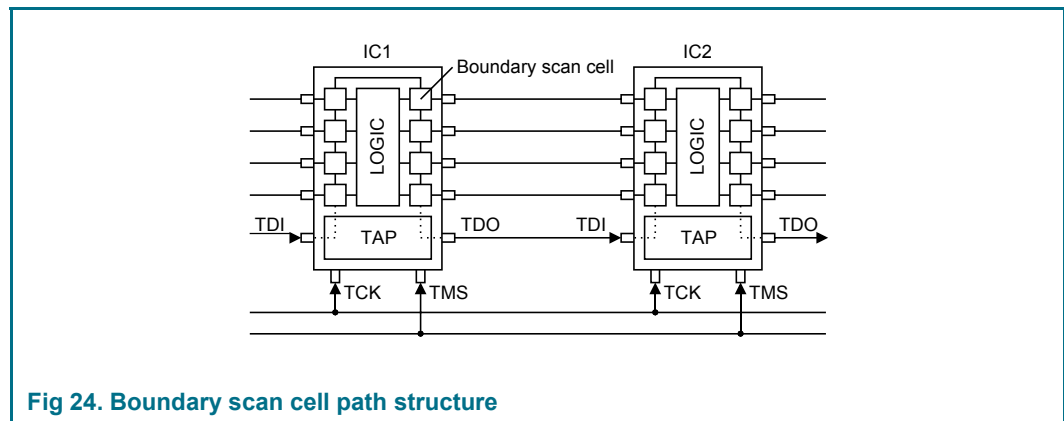 IC1 IC2
Boundary scan cell
LOGIC LOGIC
TDI TDO TDI TDO
TAP TAP
TCK TMS TCK TMS
Fig 24. Boundary scan cell path structure